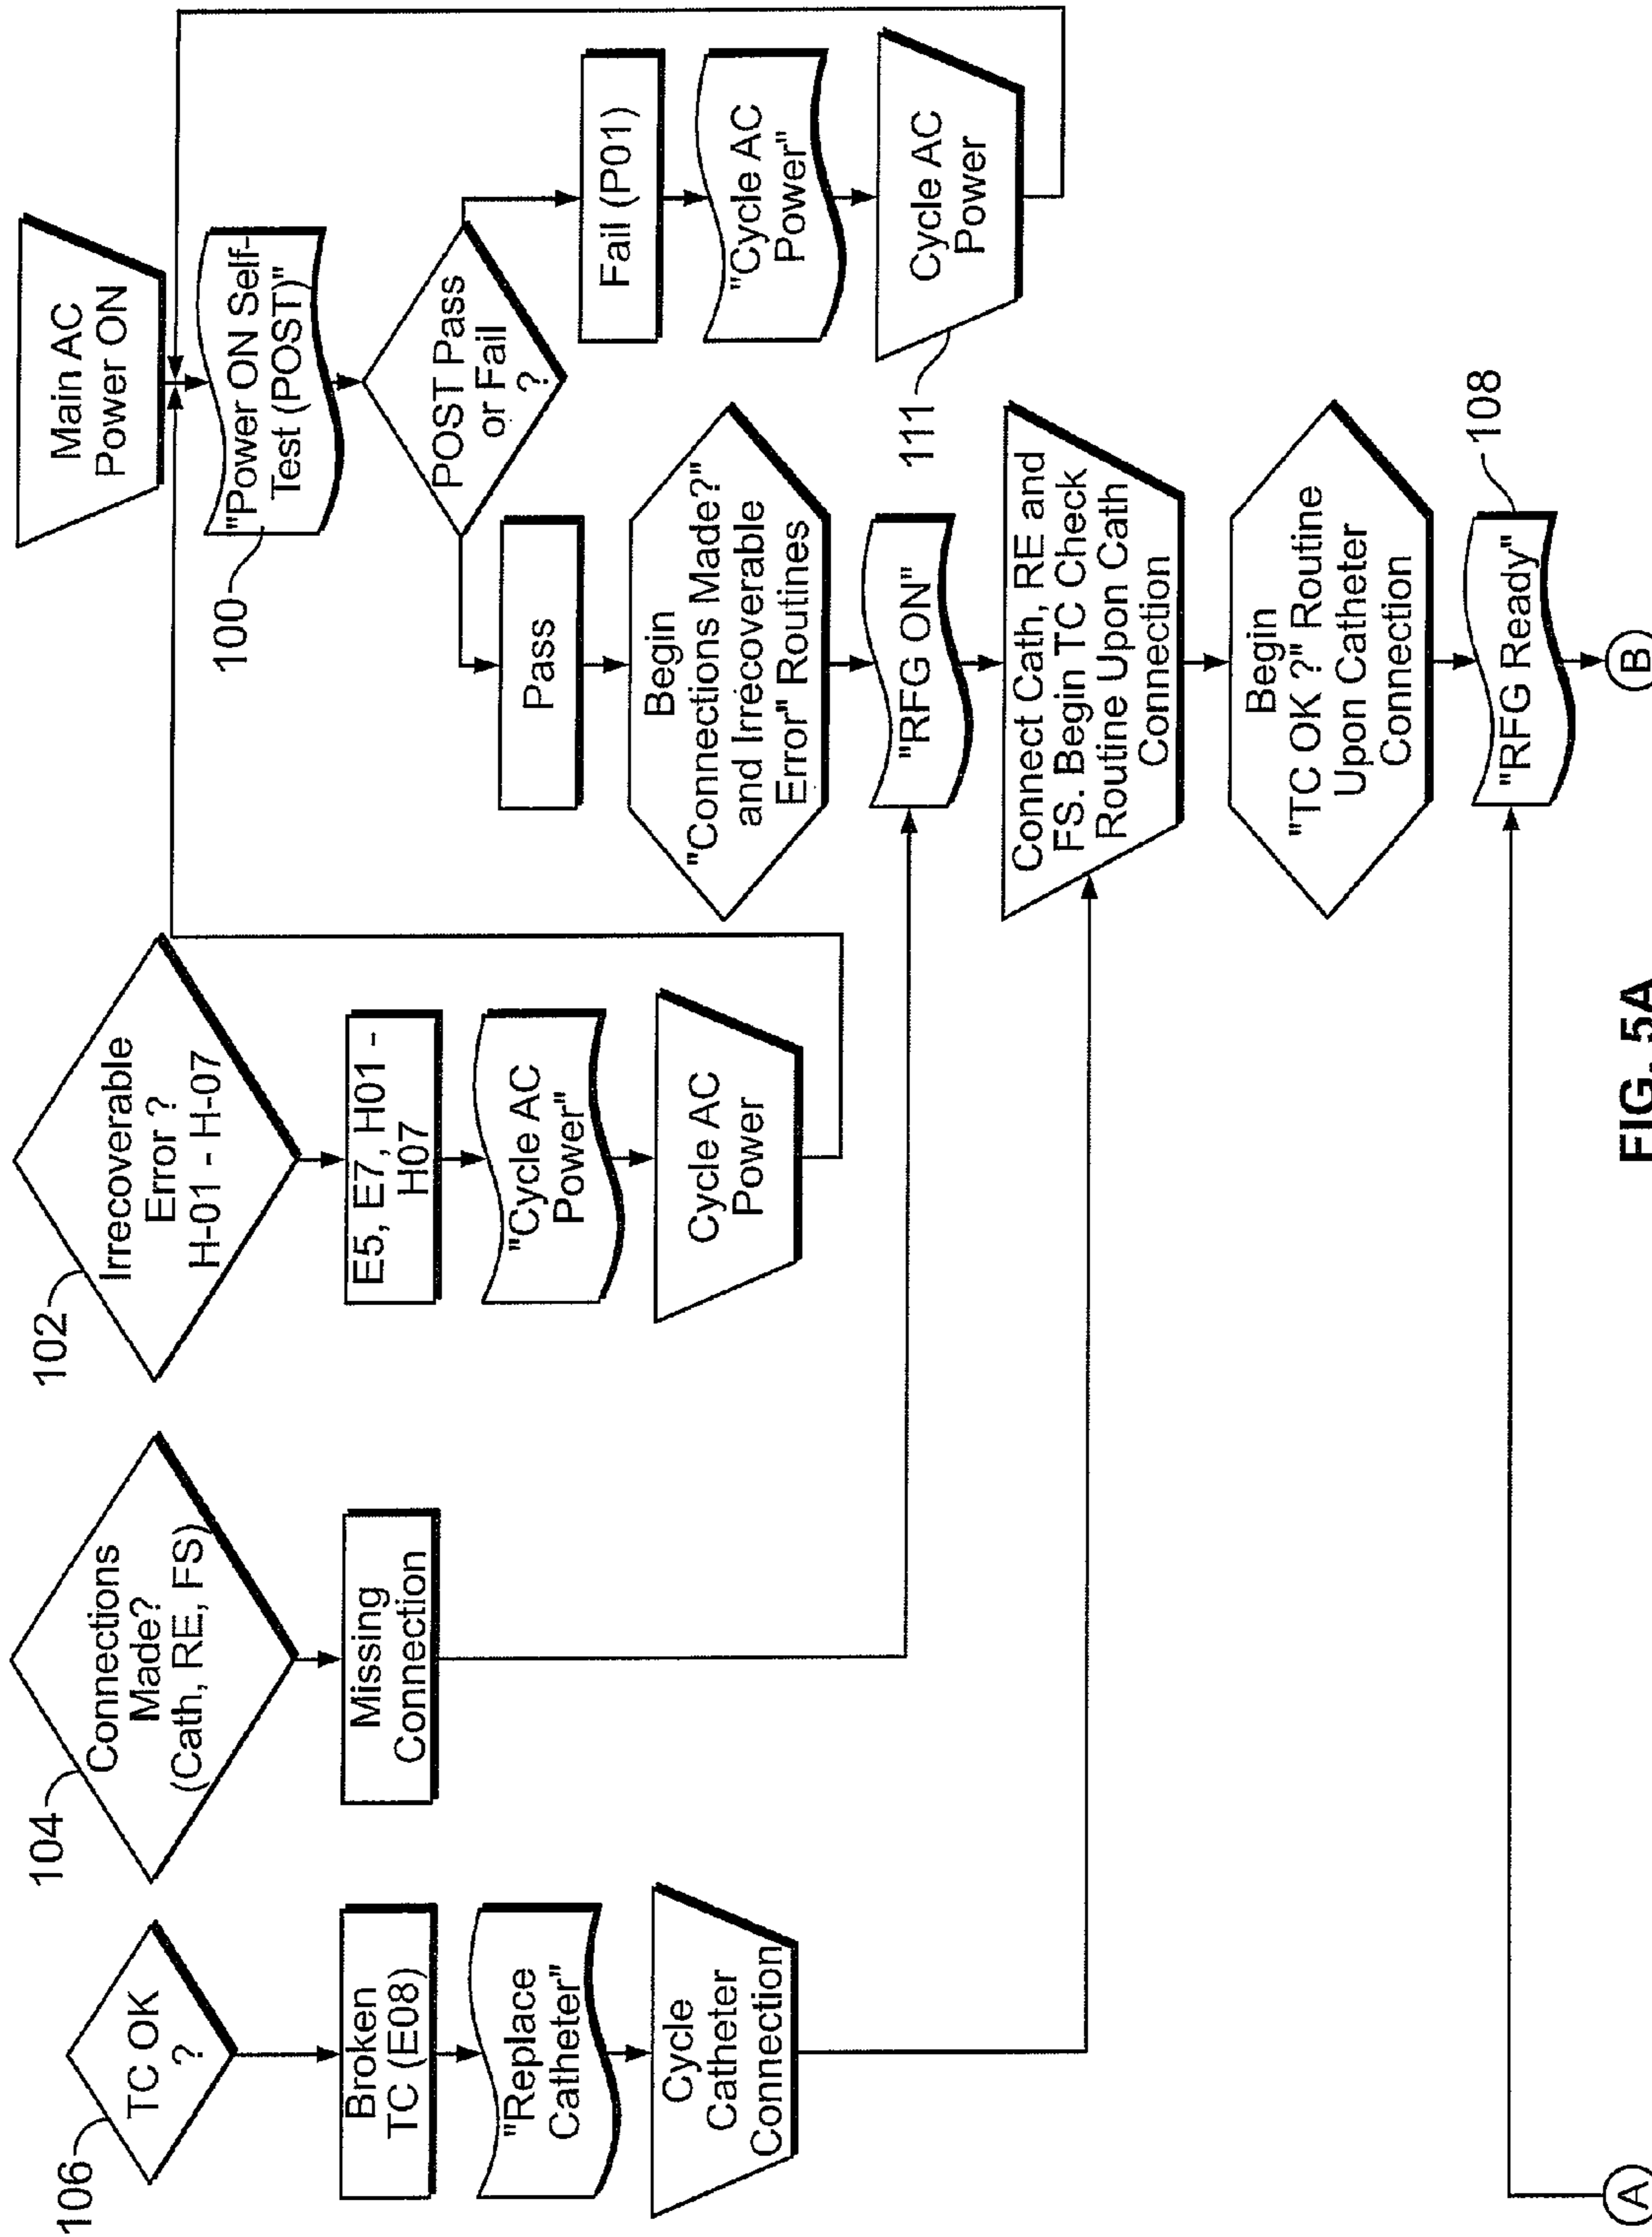 106
TC OK
?
Broken
TC (E08)
"Replace
Catheter"
Cycle
Catheter
Connection
104
Connections
Made?
(Cath, RE, FS)
Missing
Connection
102
Irrecoverable
Error ?
H-01 - H-07
E5, E7, H01 -
H07
"Cycle AC
Power"
Cycle AC
Power
Main AC
Power ON
100
"Power ON Self-
Test (POST)"
POST Pass
or Fail
?
Pass
Fail (P01)
"Cycle AC
Power"
Cycle AC
Power
111
Begin
"Connections Made?"
and Irrecoverable
Error" Routines
"RFG ON"
Connect Cath, RE and
FS. Begin TC Check
Routine Upon Cath
Connection
Begin
"TC OK ?" Routine
Upon Catheter
Connection
108
"RFG Ready"
A
B
FIG. 5A